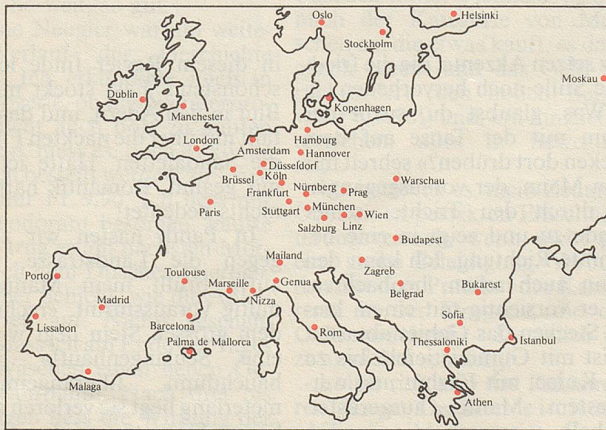 Oslo
Helsinki
Stockholm
Moskau
Dublin
Manchester
Kopenhagen
London
Hamburg
Amsterdam
Hannover
Düsseldorf
Brüssel
Köln
Warschau
Frankfurt
Nürnberg
Prag
Paris
Stuttgart
München
Wien
Salzburg
Linz
Budapest
Mailand
Zagreb
Porto
Toulouse
Marseille
Genua
Belgrad
Bukarest
Madrid
Nizza
Lissabon
Barcelona
Sofia
Rom
Istanbul
Palma de Mallorca
Thessaloniki
Malaga
Athen